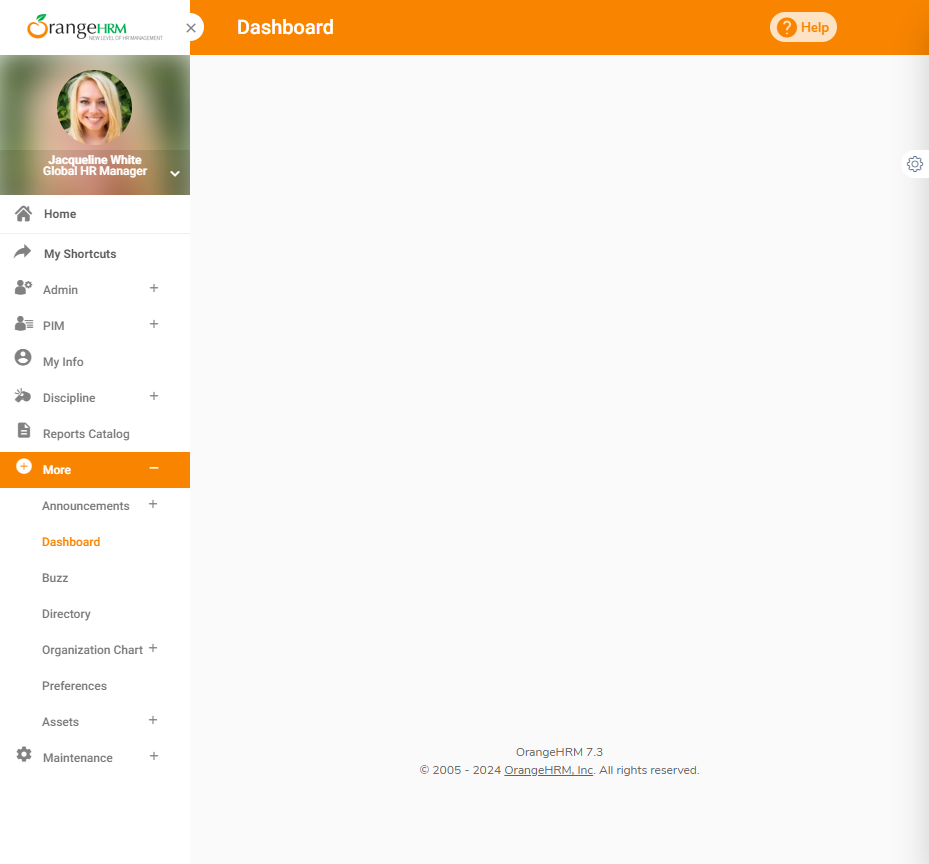 OrangeHRM
NEW LEVEL OF HR MANAGEMENT
Dashboard
? Help
Jacqueline White
Global HR Manager
Home
My Shortcuts
Admin +
PIM +
My Info
Discipline +
Reports Catalog
More −
Announcements +
Dashboard
Buzz
Directory
Organization Chart +
Preferences
Assets +
Maintenance +
OrangeHRM 7.3
© 2005 - 2024 OrangeHRM, Inc. All rights reserved.